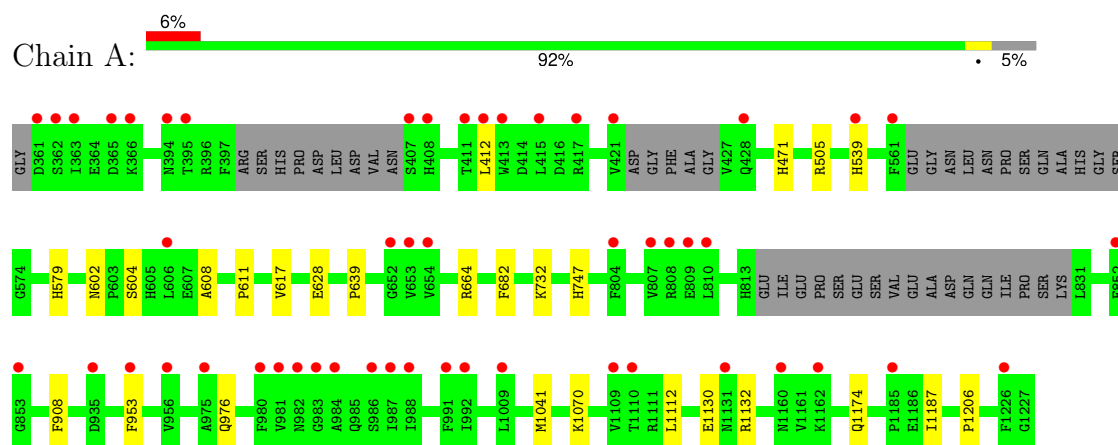 6%
Chain A:
92%
• 5%
GLY D361 S362 I363 E364 D365 K366 N394 T395 R396 F397 ARG SER HIS PRO ASP LEU ASP VAL ASN S407 H408 T411 L412 W413 D414 L415 D416 R417 V421 ASP GLY PHE ALA GLY V427 Q428 H471 R505 H539 F561 GLU GLY ASN LEU ASN PRO SER GLN ALA HIS GLY SER
G574 H579 N602 P603 S604 H605 L606 E607 A608 P611 V617 E628 P639 G652 V653 V654 R664 F682 K732 H747 F804 V807 R808 E809 L810 H813 GLU ILE GLU PRO SER GLU SER VAL GLU ALA ASP GLN GLN ILE PRO SER LYS L831
G853 F908 D935 F953 V956 A975 Q976 F980 V981 N982 G983 A984 Q985 S986 I987 I988 F991 I992 L1009 M1041 K1070 V1109 T1110 R1111 L1112 E1130 N1131 R1132 N1160 V1161 K1162 Q1174 P1185 E1186 I1187 P1206 F1226 G1227